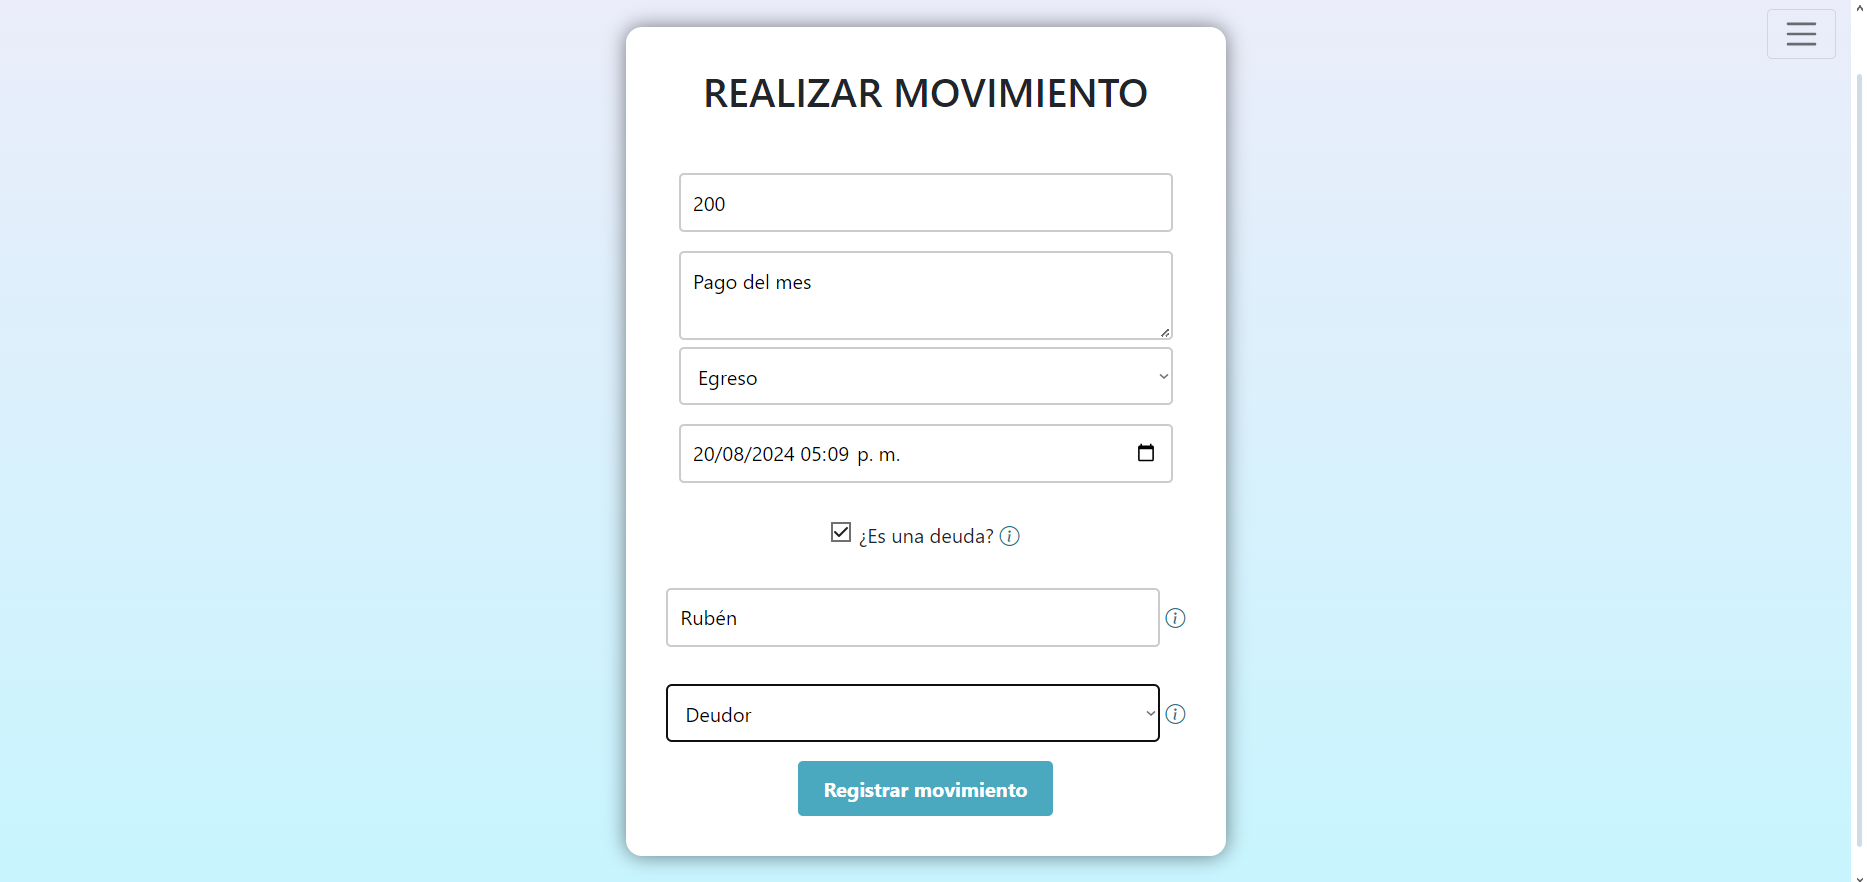 REALIZAR MOVIMIENTO
200
Pago del mes
Egreso
20/08/2024 05:09 p. m.
¿Es una deuda?
Rubén
Deudor
Registrar movimiento